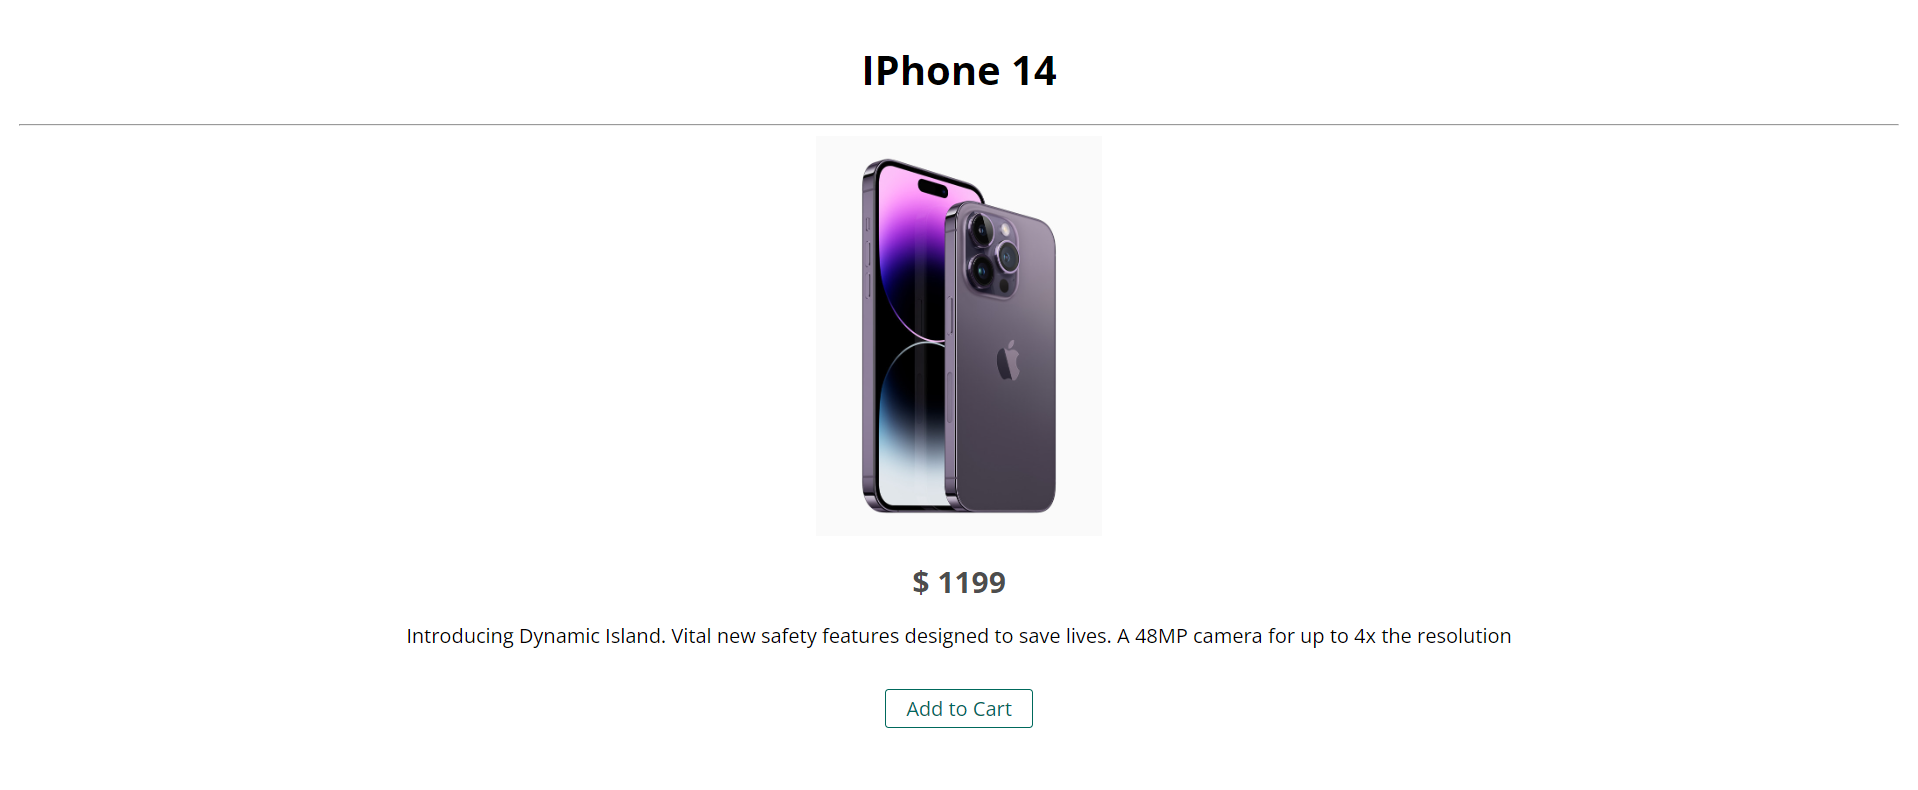 IPhone 14
$ 1199
Introducing Dynamic Island. Vital new safety features designed to save lives. A 48MP camera for up to 4x the resolution
Add to Cart